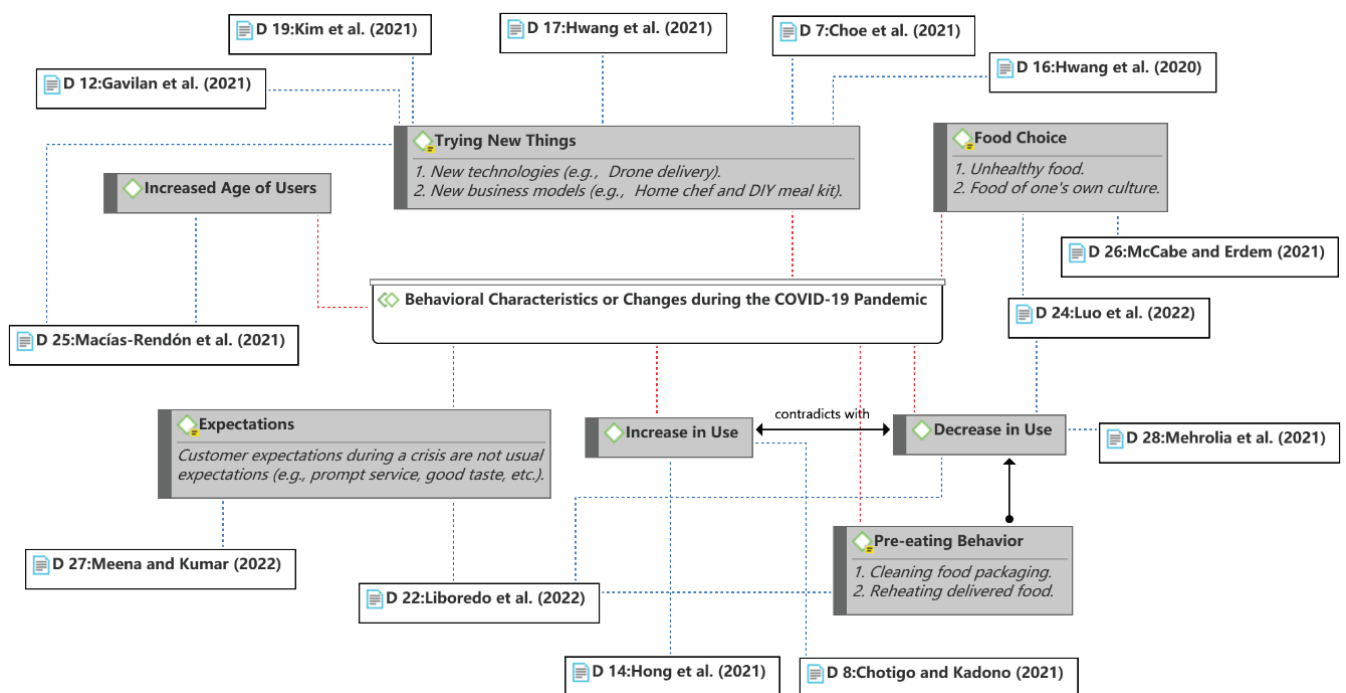 D 19:Kim et al. (2021)
D 17:Hwang et al. (2021)
D 7:Choe et al. (2021)
D 12:Gavilan et al. (2021)
D 16:Hwang et al. (2020)
Trying New Things
1. New technologies (e.g., Drone delivery).
2. New business models (e.g., Home chef and DIY meal kit).
Food Choice
1. Unhealthy food.
2. Food of one's own culture.
Increased Age of Users
D 26:McCabe and Erdem (2021)
Behavioral Characteristics or Changes during the COVID-19 Pandemic
D 24:Luo et al. (2022)
D 25:Macías-Rendón et al. (2021)
Expectations
Customer expectations during a crisis are not usual
expectations (e.g., prompt service, good taste, etc.).
Increase in Use
contradicts with
Decrease in Use
D 28:Mehrolia et al. (2021)
D 27:Meena and Kumar (2022)
Pre-eating Behavior
1. Cleaning food packaging.
2. Reheating delivered food.
D 22:Liboredo et al. (2022)
D 14:Hong et al. (2021)
D 8:Chotigo and Kadono (2021)